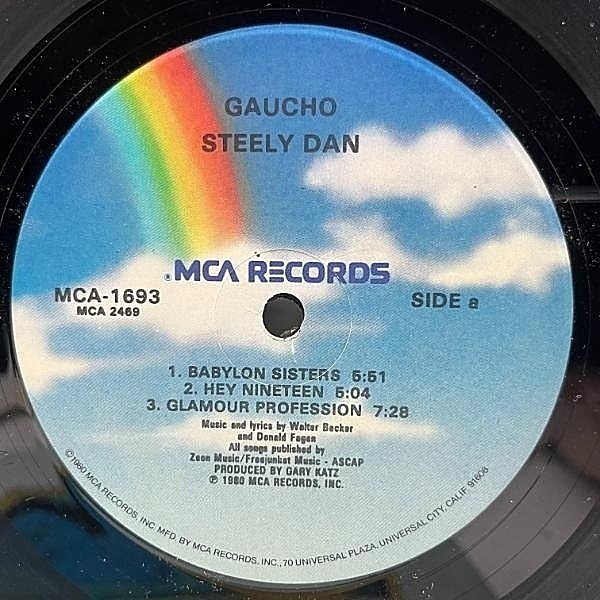 GAUCHO
STEELY DAN
MCA RECORDS
MCA-1693
MCA 2469
SIDE a
1. BABYLON SISTERS 5:51
2. HEY NINETEEN 5:04
3. GLAMOUR PROFESSION 7:28
Music and lyrics by Walter Becker
and Donald Fagen
All songs published by
Zeon Music/Freejunket Music - ASCAP
PRODUCED BY GARY KATZ
℗ 1980 MCA RECORDS, INC.
©1980 MCA RECORDS, INC. MFD. BY MCA RECORDS, INC., 70 UNIVERSAL PLAZA, UNIVERSAL CITY, CALIF. 91608